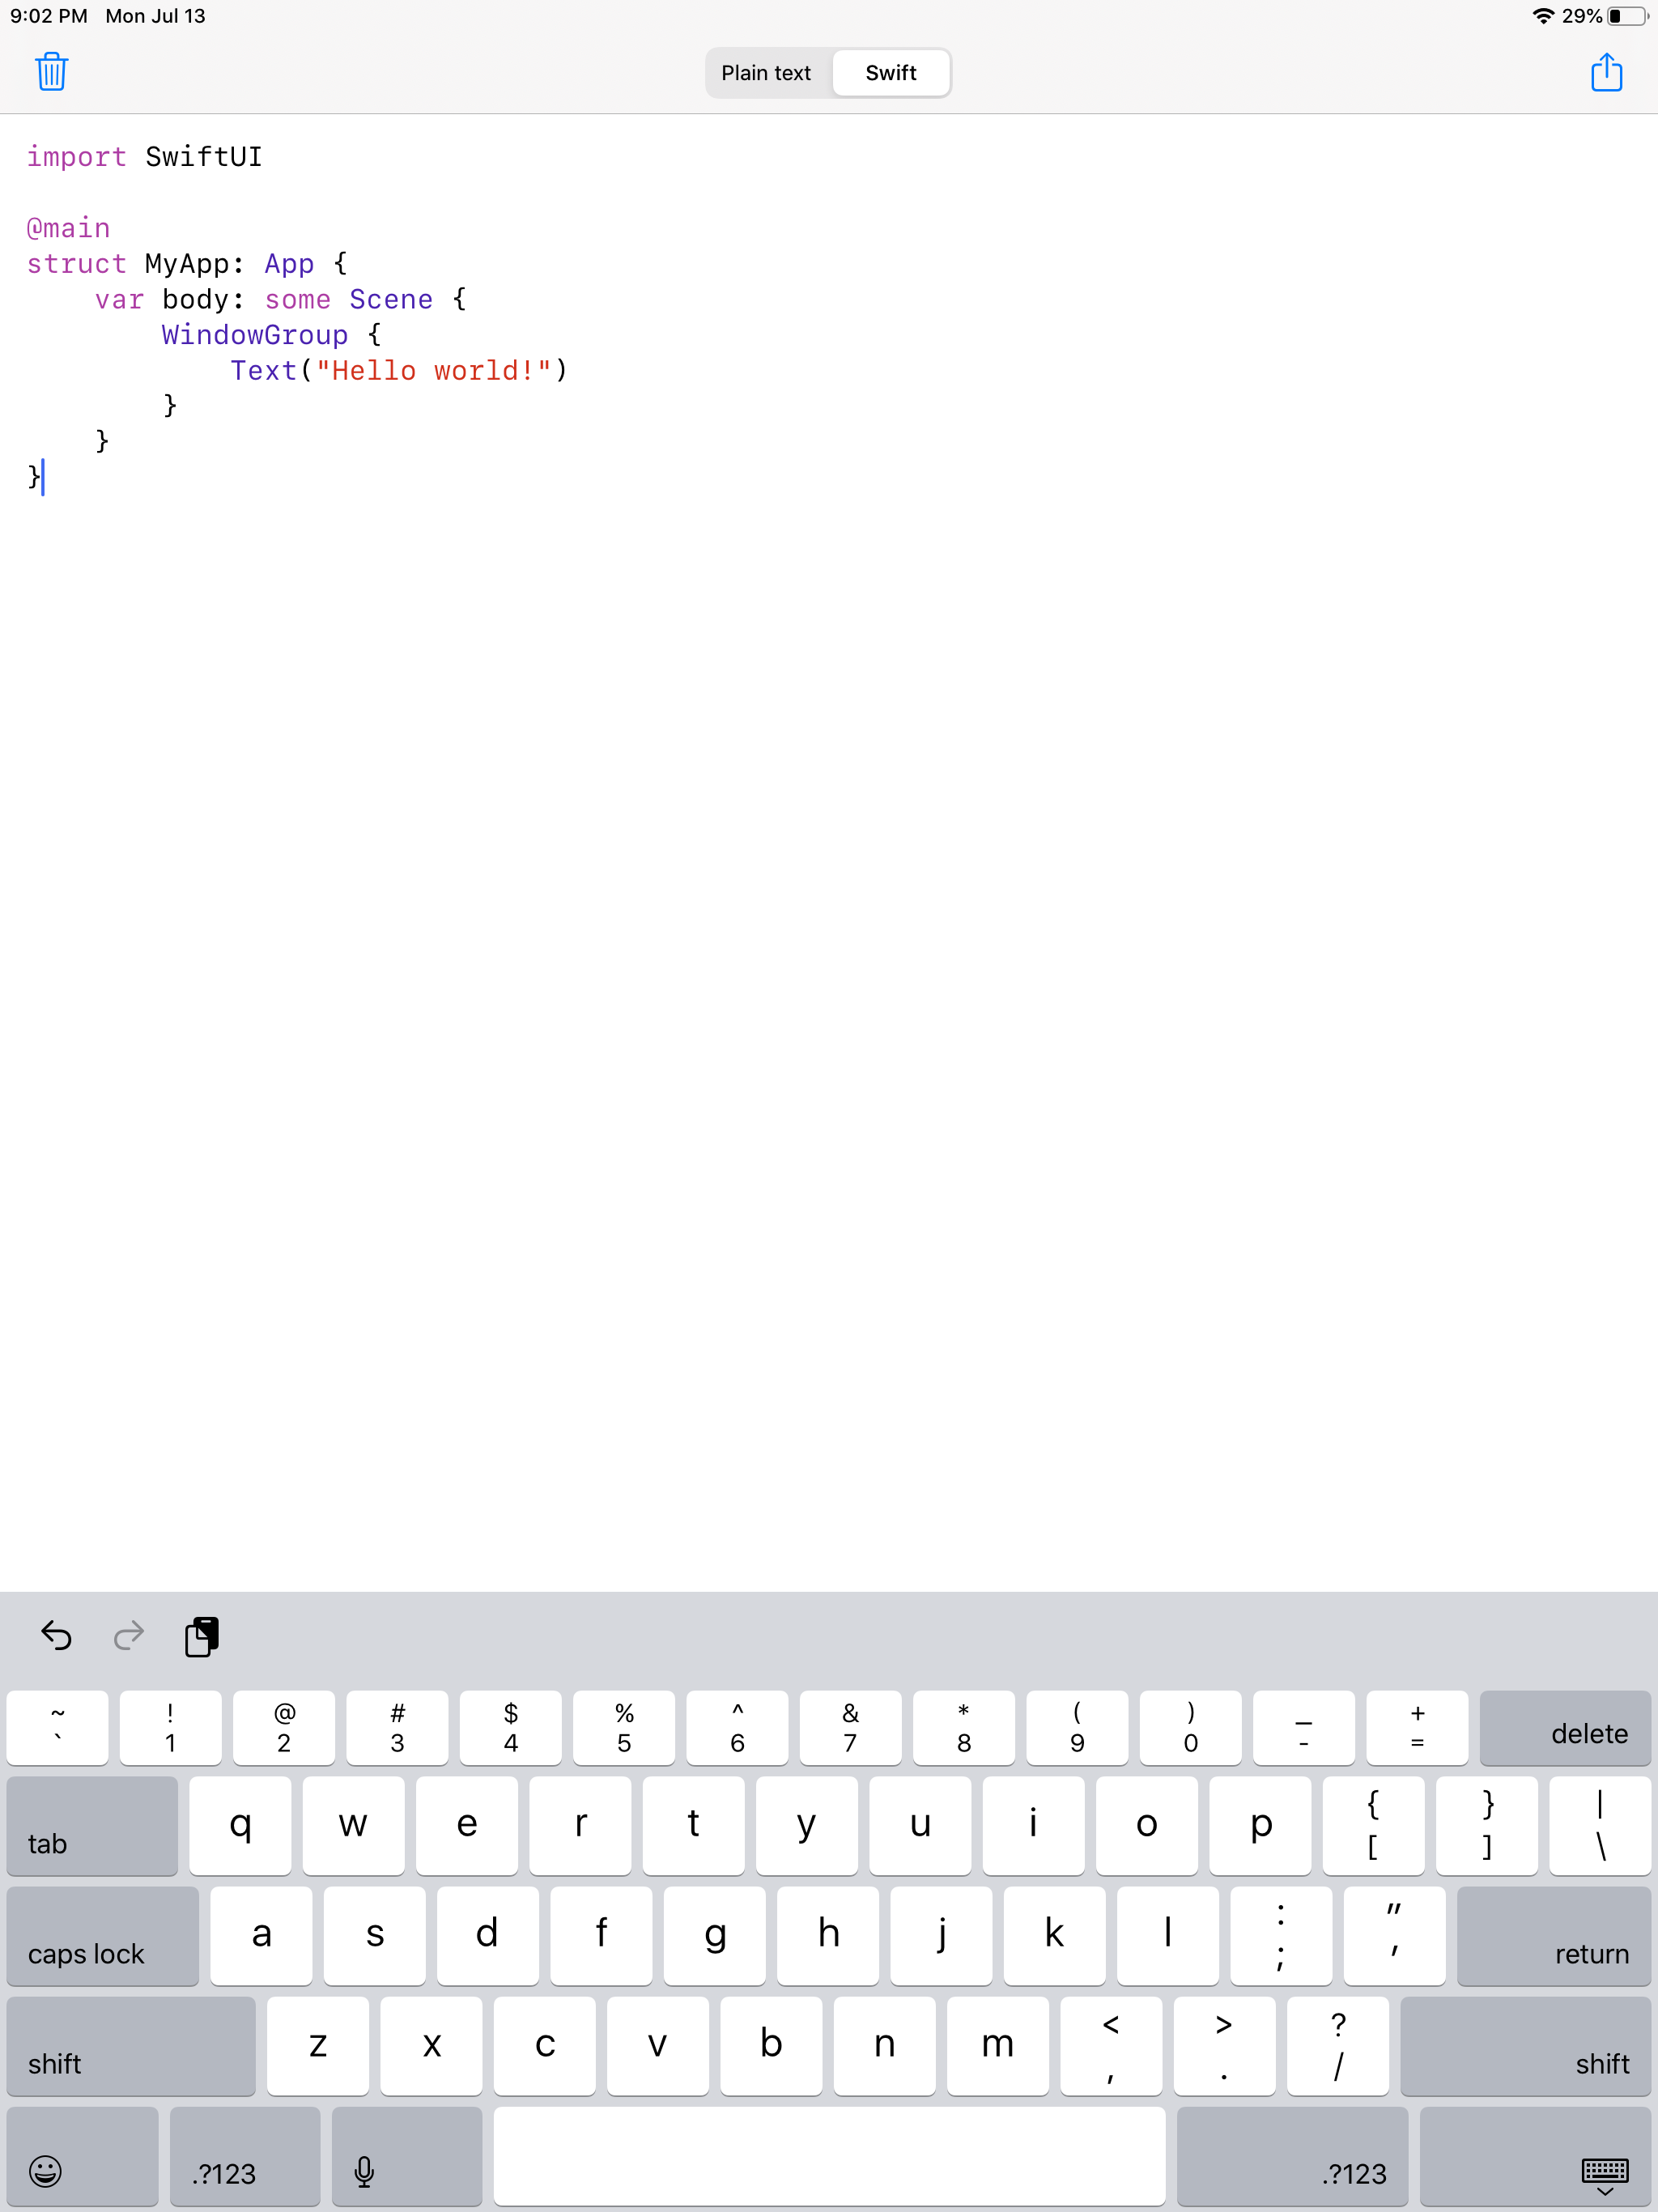 9:02 PM Mon Jul 13 29%
Plain text Swift
import SwiftUI

@main
struct MyApp: App {
    var body: some Scene {
        WindowGroup {
            Text("Hello world!")
        }
    }
}
~ ! @ # $ % ^ & * ( ) _ +
` 1 2 3 4 5 6 7 8 9 0 - = delete
tab q w e r t y u i o p { } |
[ ] \
caps lock a s d f g h j k l : "
; ' return
shift z x c v b n m < > ?
, . / shift
.?123 .?123